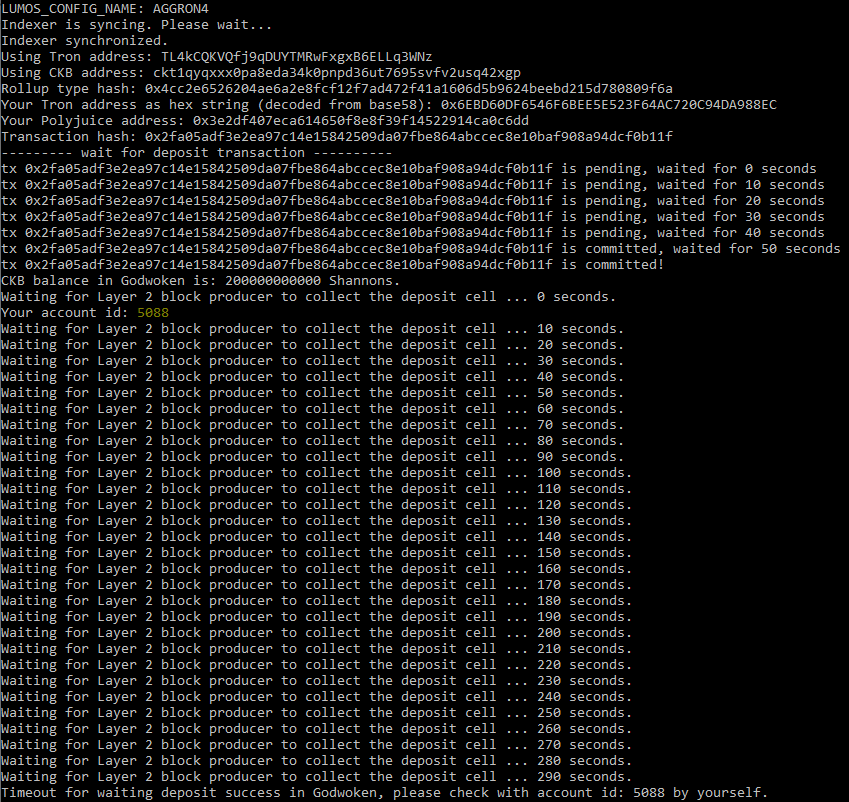 LUMOS_CONFIG_NAME: AGGRON4
Indexer is syncing. Please wait...
Indexer synchronized.
Using Tron address: TL4kCQKVQfj9qDUYTMRwFxgxB6ELLq3WNz
Using CKB address: ckt1qyqxxx0pa8eda34k0pnpd36ut7695svfv2usq42xgp
Rollup type hash: 0x4cc2e6526204ae6a2e8fcf12f7ad472f41a1606d5b9624beebd215d780809f6a
Your Tron address as hex string (decoded from base58): 0x6EBD60DF6546F6BEE5E523F64AC720C94DA988EC
Your Polyjuice address: 0x3e2df407eca614650f8e8f39f14522914ca0c6dd
Transaction hash: 0x2fa05adf3e2ea97c14e15842509da07fbe864abccec8e10baf908a94dcf0b11f
--------- wait for deposit transaction ----------
tx 0x2fa05adf3e2ea97c14e15842509da07fbe864abccec8e10baf908a94dcf0b11f is pending, waited for 0 seconds
tx 0x2fa05adf3e2ea97c14e15842509da07fbe864abccec8e10baf908a94dcf0b11f is pending, waited for 10 seconds
tx 0x2fa05adf3e2ea97c14e15842509da07fbe864abccec8e10baf908a94dcf0b11f is pending, waited for 20 seconds
tx 0x2fa05adf3e2ea97c14e15842509da07fbe864abccec8e10baf908a94dcf0b11f is pending, waited for 30 seconds
tx 0x2fa05adf3e2ea97c14e15842509da07fbe864abccec8e10baf908a94dcf0b11f is pending, waited for 40 seconds
tx 0x2fa05adf3e2ea97c14e15842509da07fbe864abccec8e10baf908a94dcf0b11f is committed, waited for 50 seconds
tx 0x2fa05adf3e2ea97c14e15842509da07fbe864abccec8e10baf908a94dcf0b11f is committed!
CKB balance in Godwoken is: 200000000000 Shannons.
Waiting for Layer 2 block producer to collect the deposit cell ... 0 seconds.
Your account id: 5088
Waiting for Layer 2 block producer to collect the deposit cell ... 10 seconds.
Waiting for Layer 2 block producer to collect the deposit cell ... 20 seconds.
Waiting for Layer 2 block producer to collect the deposit cell ... 30 seconds.
Waiting for Layer 2 block producer to collect the deposit cell ... 40 seconds.
Waiting for Layer 2 block producer to collect the deposit cell ... 50 seconds.
Waiting for Layer 2 block producer to collect the deposit cell ... 60 seconds.
Waiting for Layer 2 block producer to collect the deposit cell ... 70 seconds.
Waiting for Layer 2 block producer to collect the deposit cell ... 80 seconds.
Waiting for Layer 2 block producer to collect the deposit cell ... 90 seconds.
Waiting for Layer 2 block producer to collect the deposit cell ... 100 seconds.
Waiting for Layer 2 block producer to collect the deposit cell ... 110 seconds.
Waiting for Layer 2 block producer to collect the deposit cell ... 120 seconds.
Waiting for Layer 2 block producer to collect the deposit cell ... 130 seconds.
Waiting for Layer 2 block producer to collect the deposit cell ... 140 seconds.
Waiting for Layer 2 block producer to collect the deposit cell ... 150 seconds.
Waiting for Layer 2 block producer to collect the deposit cell ... 160 seconds.
Waiting for Layer 2 block producer to collect the deposit cell ... 170 seconds.
Waiting for Layer 2 block producer to collect the deposit cell ... 180 seconds.
Waiting for Layer 2 block producer to collect the deposit cell ... 190 seconds.
Waiting for Layer 2 block producer to collect the deposit cell ... 200 seconds.
Waiting for Layer 2 block producer to collect the deposit cell ... 210 seconds.
Waiting for Layer 2 block producer to collect the deposit cell ... 220 seconds.
Waiting for Layer 2 block producer to collect the deposit cell ... 230 seconds.
Waiting for Layer 2 block producer to collect the deposit cell ... 240 seconds.
Waiting for Layer 2 block producer to collect the deposit cell ... 250 seconds.
Waiting for Layer 2 block producer to collect the deposit cell ... 260 seconds.
Waiting for Layer 2 block producer to collect the deposit cell ... 270 seconds.
Waiting for Layer 2 block producer to collect the deposit cell ... 280 seconds.
Waiting for Layer 2 block producer to collect the deposit cell ... 290 seconds.
Timeout for waiting deposit success in Godwoken, please check with account id: 5088 by yourself.